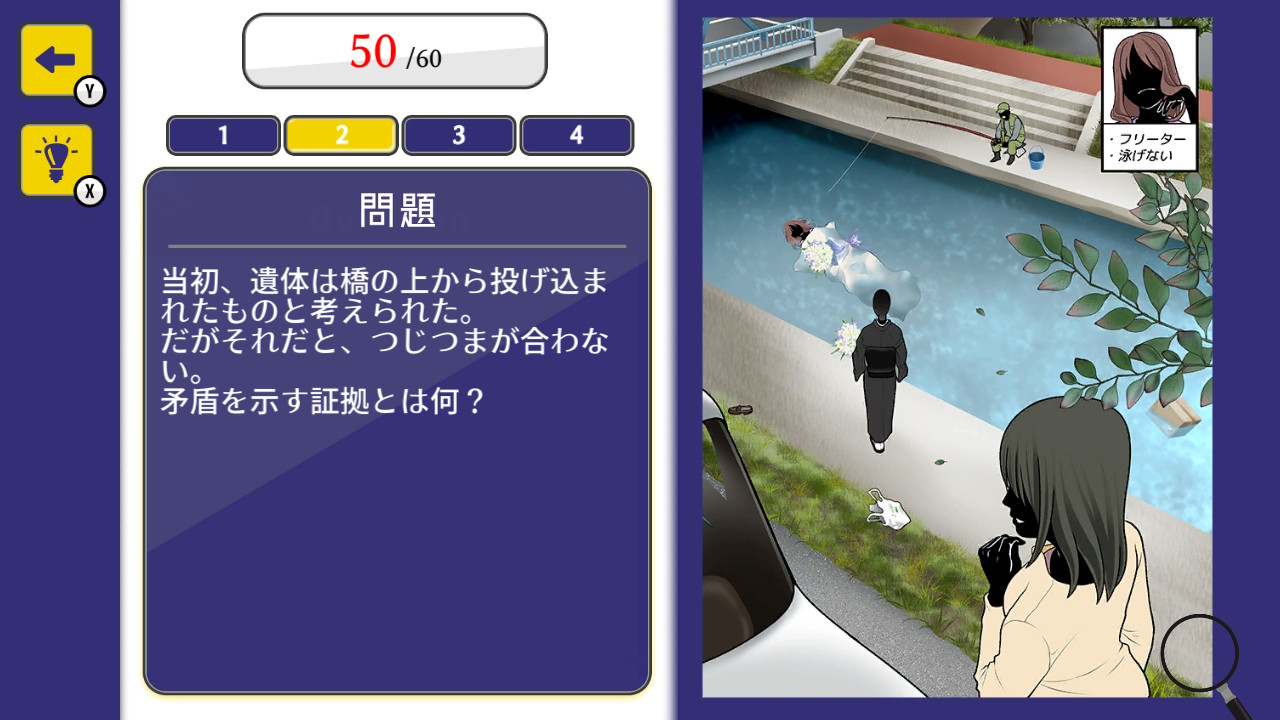 50 /60
Y
X
1 2 3 4
問題
当初、遺体は橋の上から投げ込ま
れたものと考えられた。
だがそれだと、つじつまが合わな
い。
矛盾を示す証拠とは何？
・フリーター
・泳げない